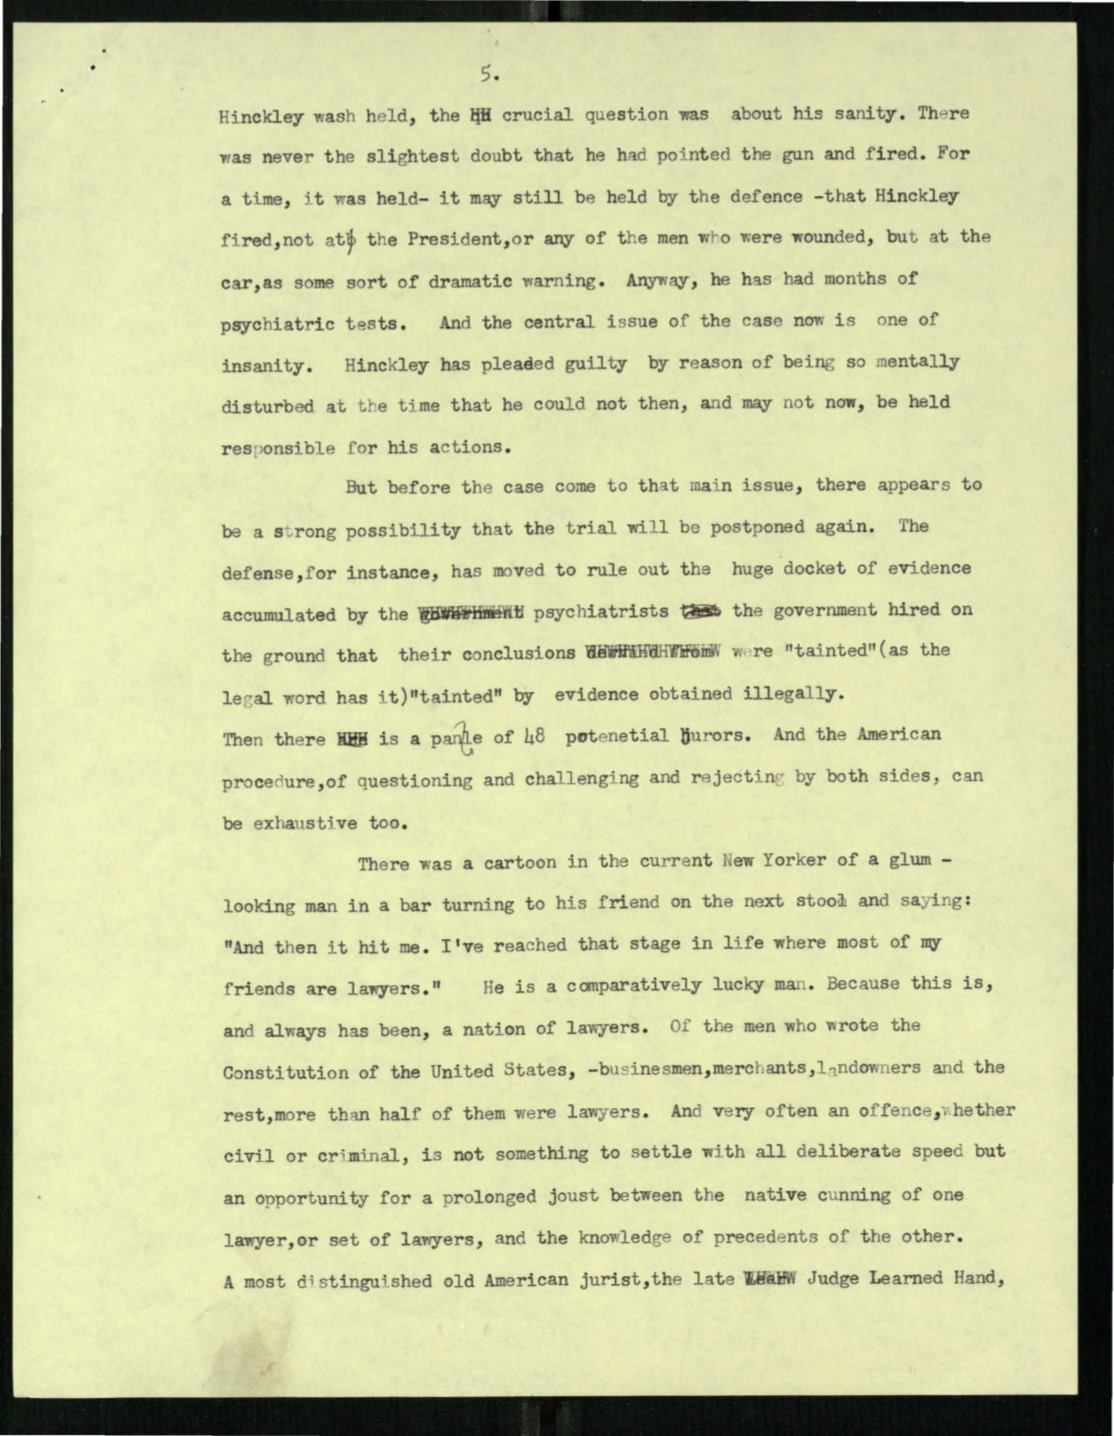 5.
Hinckley wash held, the crucial question was about his sanity. There
was never the slightest doubt that he had pointed the gun and fired. For
a time, it was held- it may still be held by the defence -that Hinckley
fired,not at the President,or any of the men who were wounded, but at the
car,as some sort of dramatic warning. Anyway, he has had months of
psychiatric tests. And the central issue of the case now is one of
insanity. Hinckley has pleaded guilty by reason of being so mentally
disturbed at the time that he could not then, and may not now, be held
responsible for his actions.
But before the case come to that main issue, there appears to
be a strong possibility that the trial will be postponed again. The
defense,for instance, has moved to rule out the huge docket of evidence
accumulated by the government psychiatrists that the government hired on
the ground that their conclusions were "tainted"(as the
legal word has it)"tainted" by evidence obtained illegally.
Then there is a panle of 48 potenetial jurors. And the American
procedure,of questioning and challenging and rejecting by both sides, can
be exhaustive too.
There was a cartoon in the current New Yorker of a glum -
looking man in a bar turning to his friend on the next stool and saying:
"And then it hit me. I've reached that stage in life where most of my
friends are lawyers." He is a comparatively lucky man. Because this is,
and always has been, a nation of lawyers. Of the men who wrote the
Constitution of the United States, -businesmen,merchants,landowners and the
rest,more than half of them were lawyers. And very often an offence,whether
civil or criminal, is not something to settle with all deliberate speed but
an opportunity for a prolonged joust between the native cunning of one
lawyer,or set of lawyers, and the knowledge of precedents of the other.
A most distinguished old American jurist,the late Judge Learned Hand,